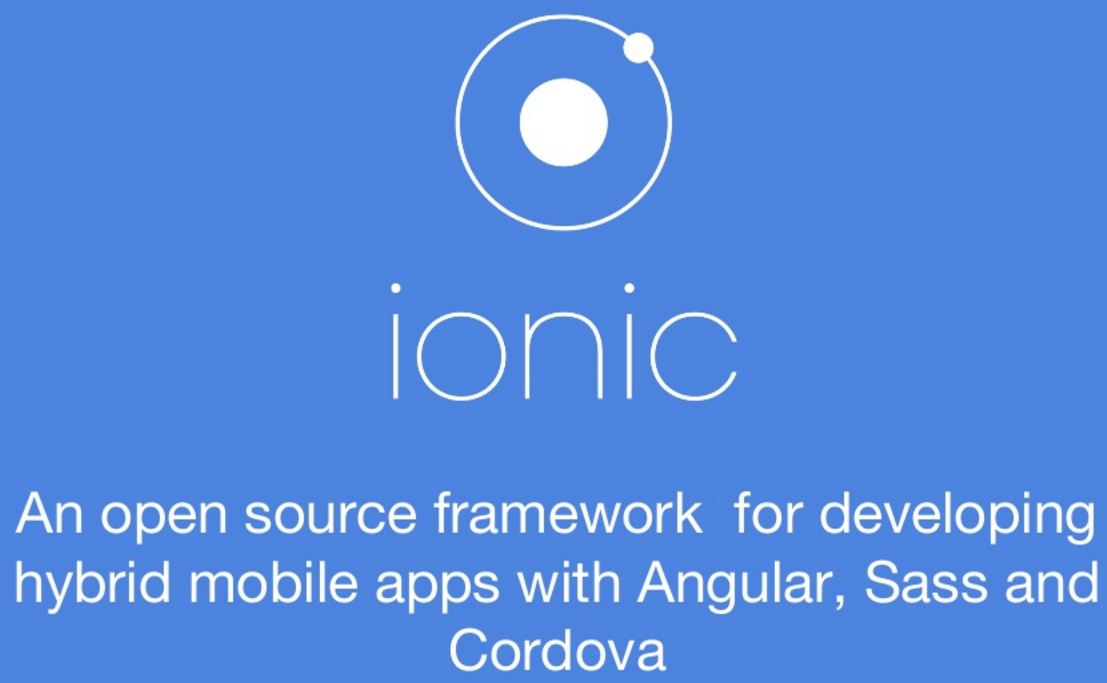 ionic
An open source framework  for developing
hybrid mobile apps with Angular, Sass and
Cordova